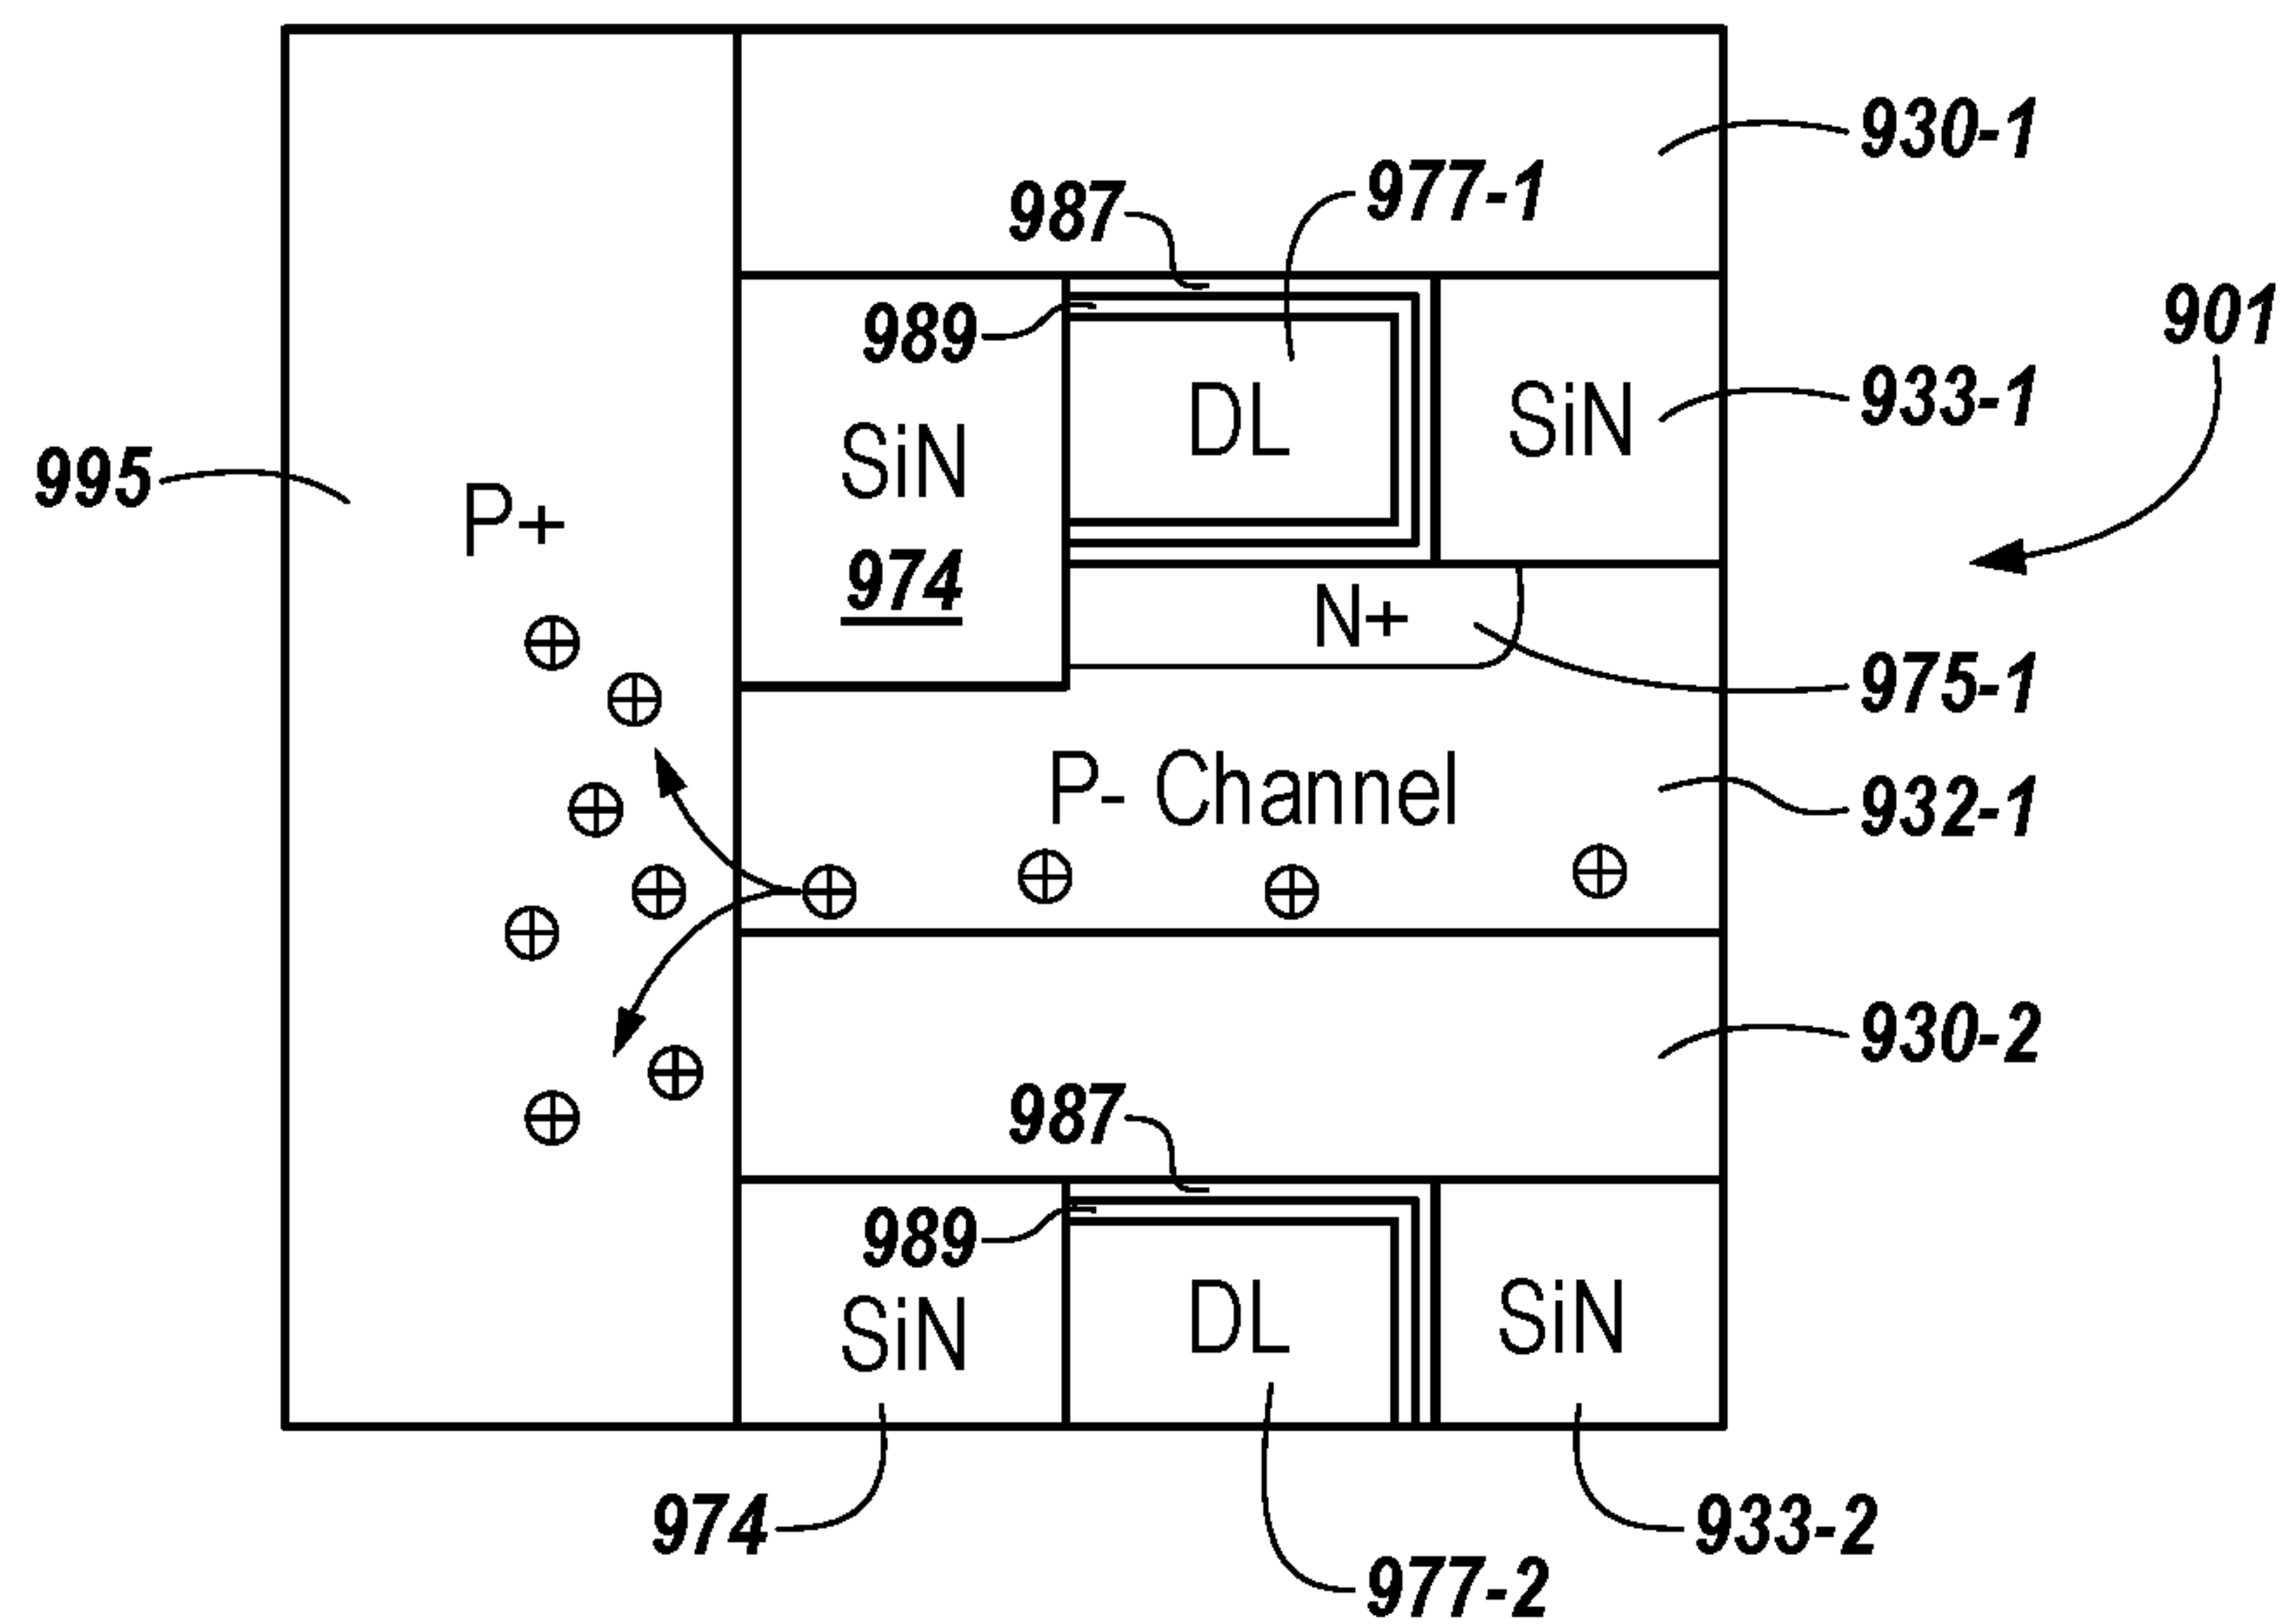 930-1
987
977-1
989
DL
SiN
933-1
901
995
P+
SiN
974
N+
975-1
P- Channel
932-1
930-2
987
989
SiN
DL
SiN
974
933-2
977-2